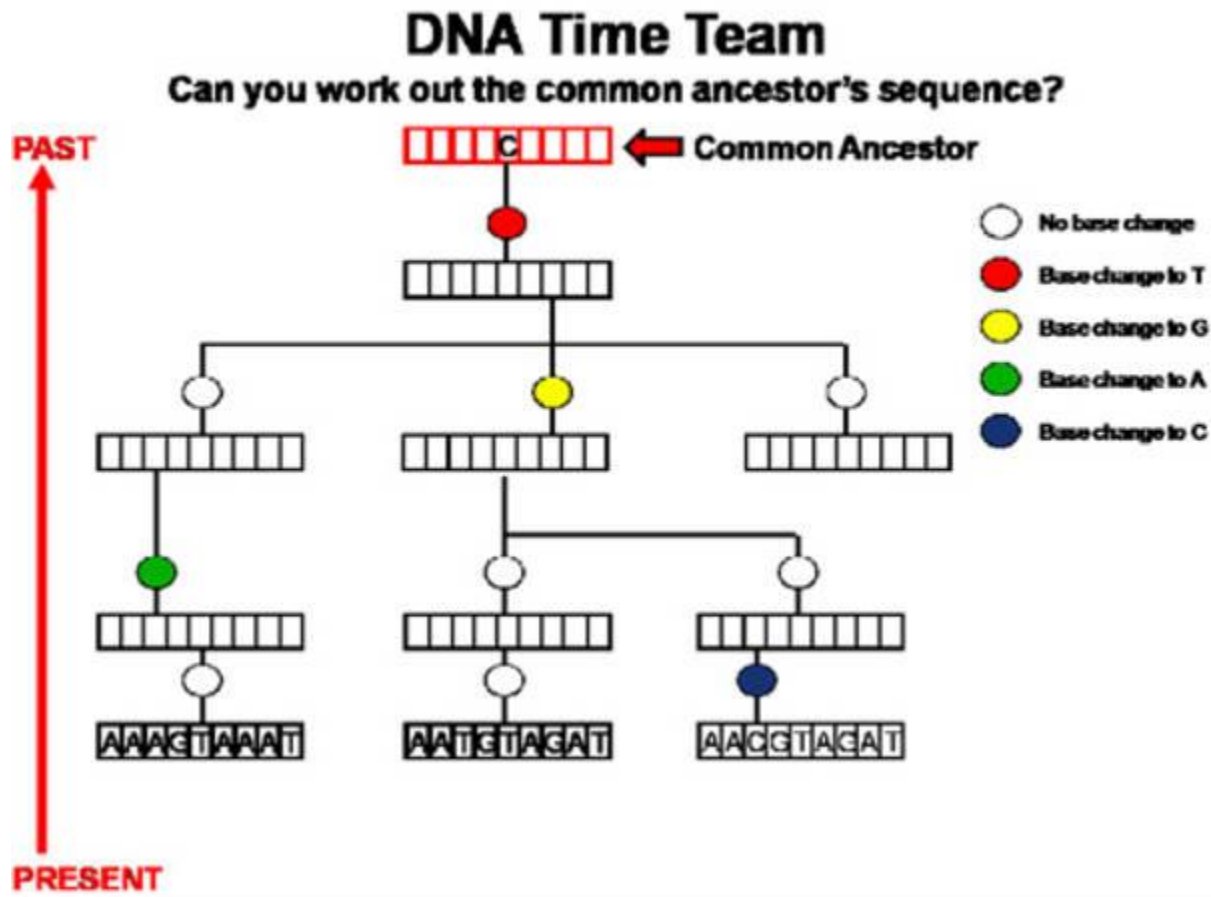 DNA Time Team
Can you work out the common ancestor's sequence?
PAST
C
Common Ancestor
No base change
Base change to T
Base change to G
Base change to A
Base change to C
AAAGTAAAT
AATGTAGAT
AACGTAGAT
PRESENT